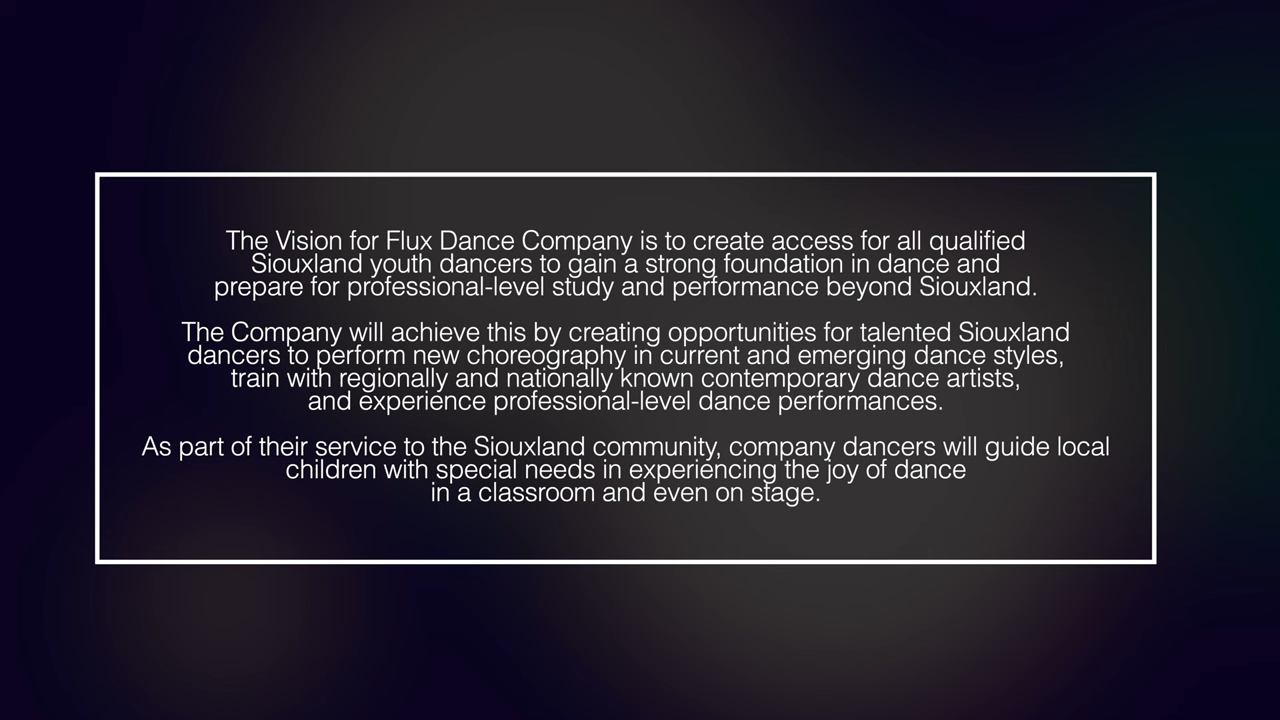 The Vision for Flux Dance Company is to create access for all qualified
Siouxland youth dancers to gain a strong foundation in dance and
prepare for professional-level study and performance beyond Siouxland.
The Company will achieve this by creating opportunities for talented Siouxland
dancers to perform new choreography in current and emerging dance styles,
train with regionally and nationally known contemporary dance artists,
and experience professional-level dance performances.
As part of their service to the Siouxland community, company dancers will guide local
children with special needs in experiencing the joy of dance
in a classroom and even on stage.